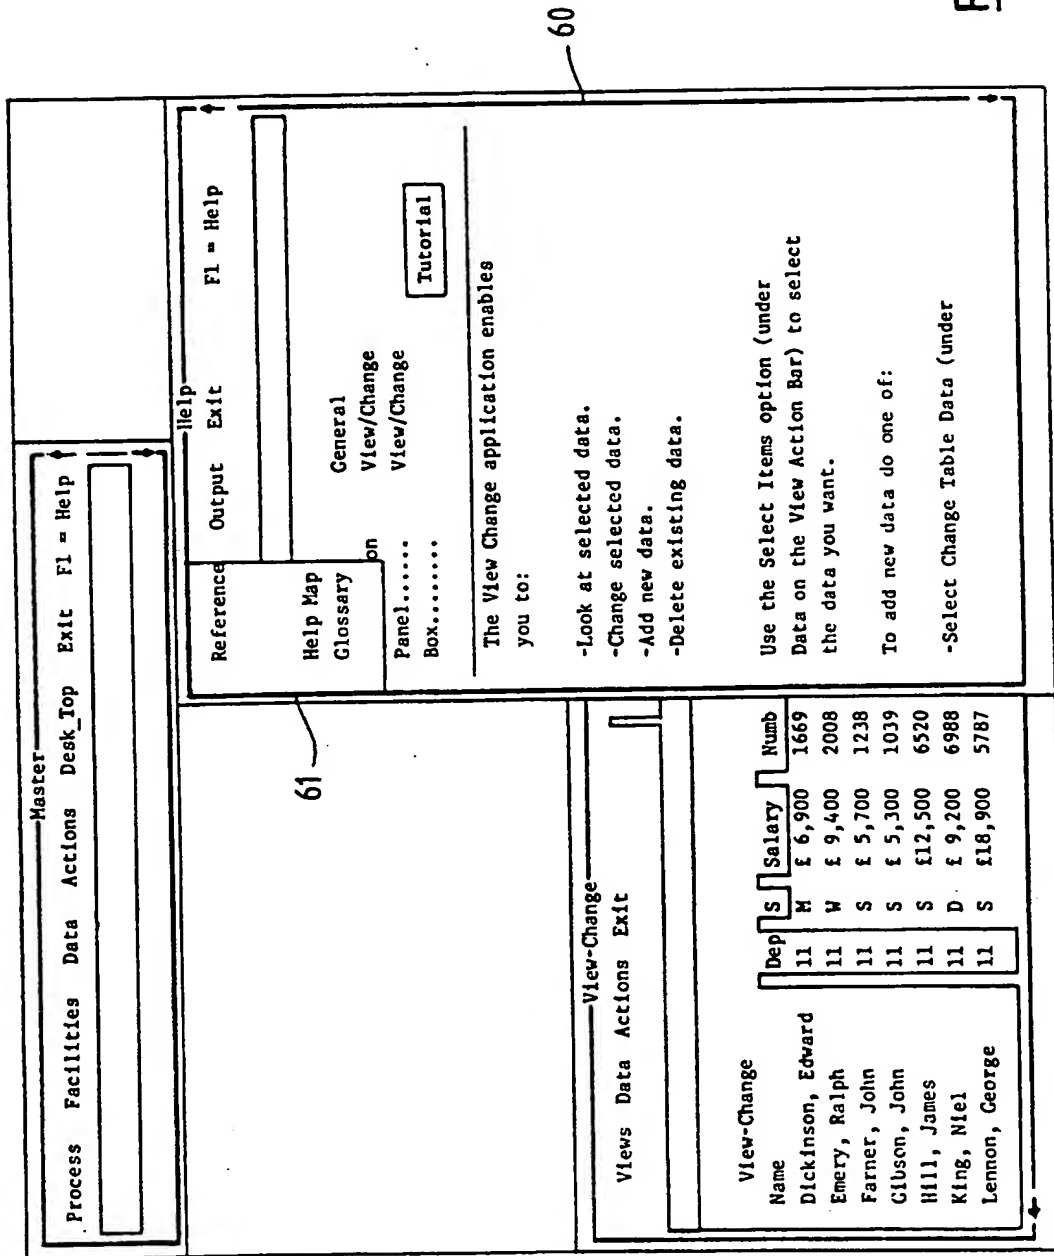 Master
Process Facilities Data Actions Desk_Top Exit F1 = Help
Help
Reference Output Exit F1 = Help
Help Map
Glossary
on
General
Panel..... View/Change
Box....... View/Change
Tutorial
The View Change application enables
you to:
-Look at selected data.
-Change selected data.
-Add new data.
-Delete existing data.
Use the Select Items option (under
Data on the View Action Bar) to select
the data you want.
To add new data do one of:
-Select Change Table Data (under
60
61
View-Change
Views Data Actions Exit
View-Change
Name Dep S Salary Numb
Dickinson, Edward 11 M £ 6,900 1669
Emery, Ralph 11 W £ 9,400 2008
Farner, John 11 S £ 5,700 1238
Gibson, John 11 S £ 5,300 1039
Hill, James 11 S £12,500 6520
King, Niel 11 D £ 9,200 6988
Lennon, George 11 S £18,900 5787